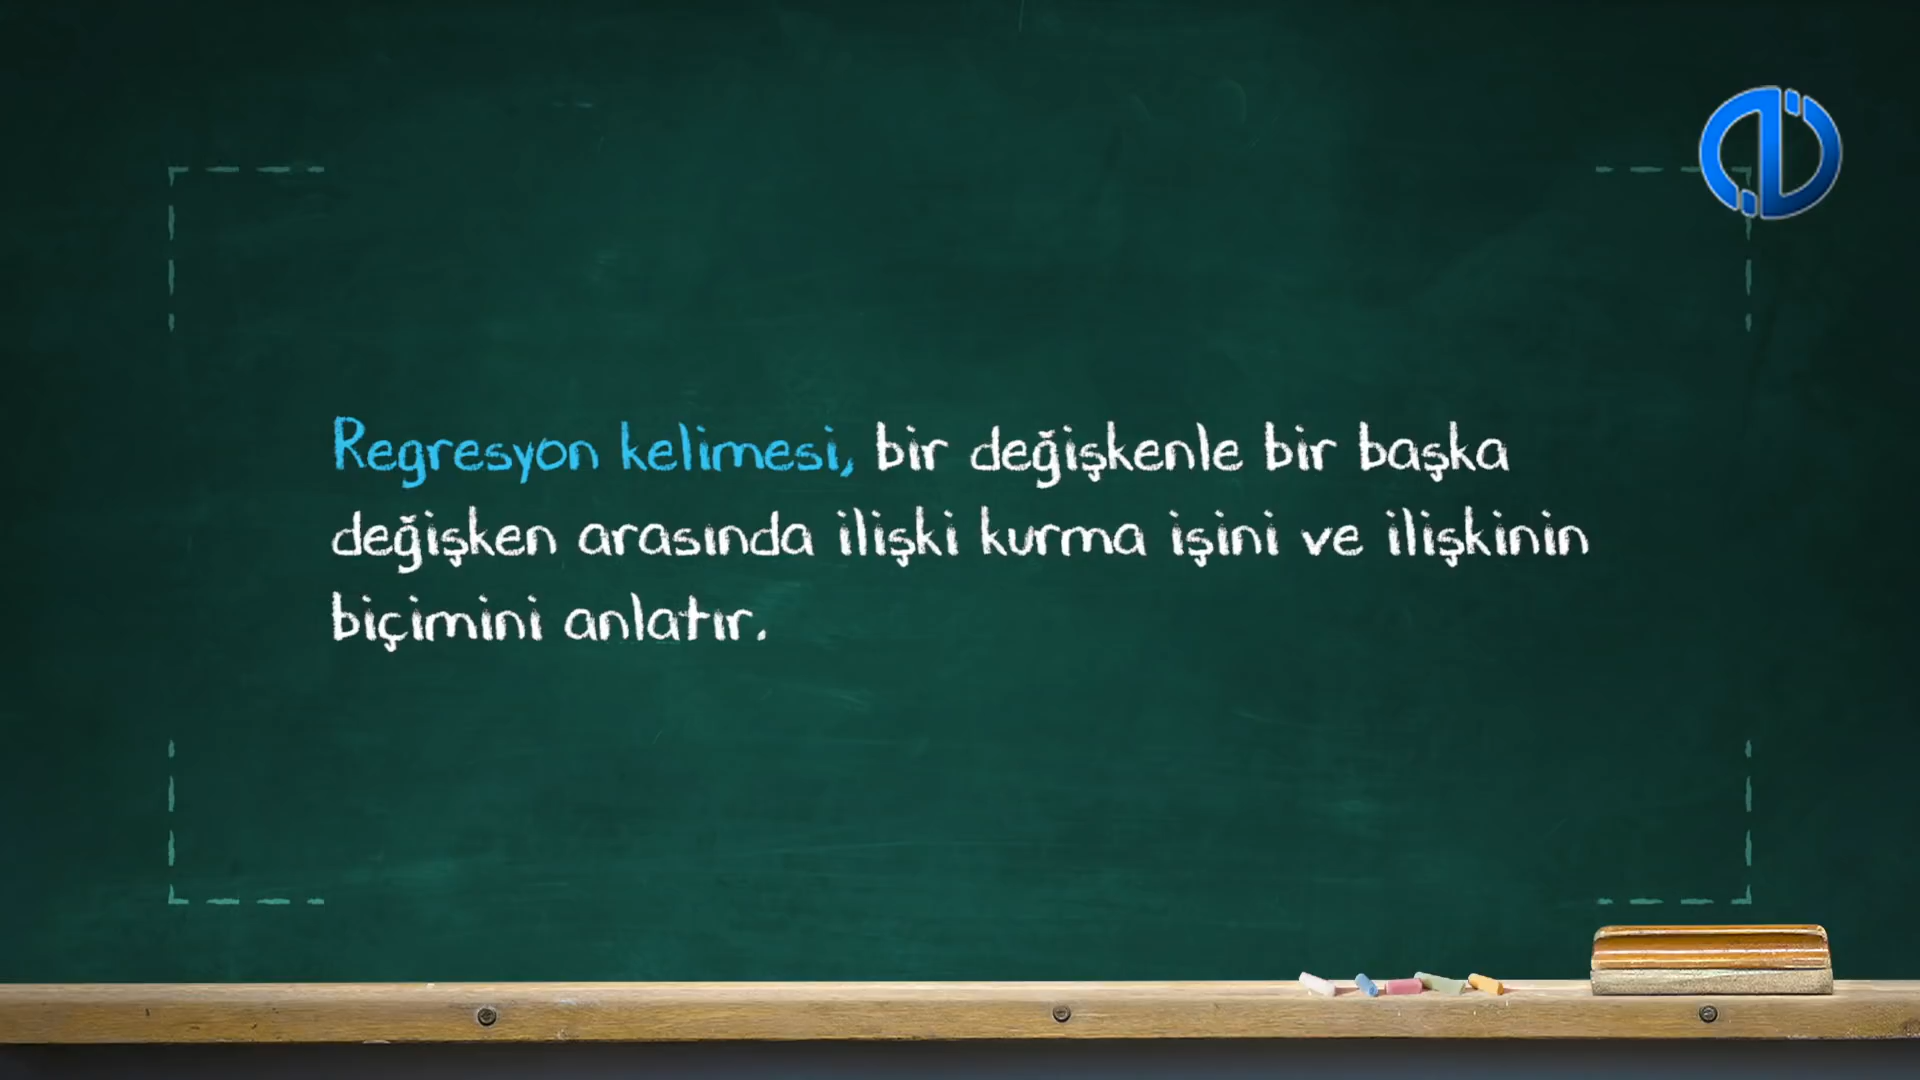 Regresyon kelimesi, bir değişkenle bir başka
değişken arasında ilişki kurma işini ve ilişkinin
biçimini anlatır.